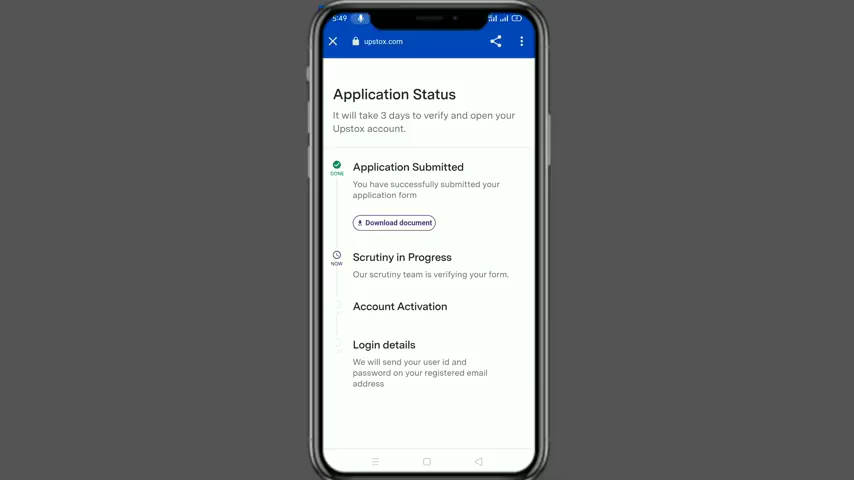 5:49
upstox.com
Application Status
It will take 3 days to verify and open your
Upstox account.
DONE
Application Submitted
You have successfully submitted your
application form
Download document
NOW
Scrutiny in Progress
Our scrutiny team is verifying your form.
Account Activation
Login details
We will send your user id and
password on your registered email
address